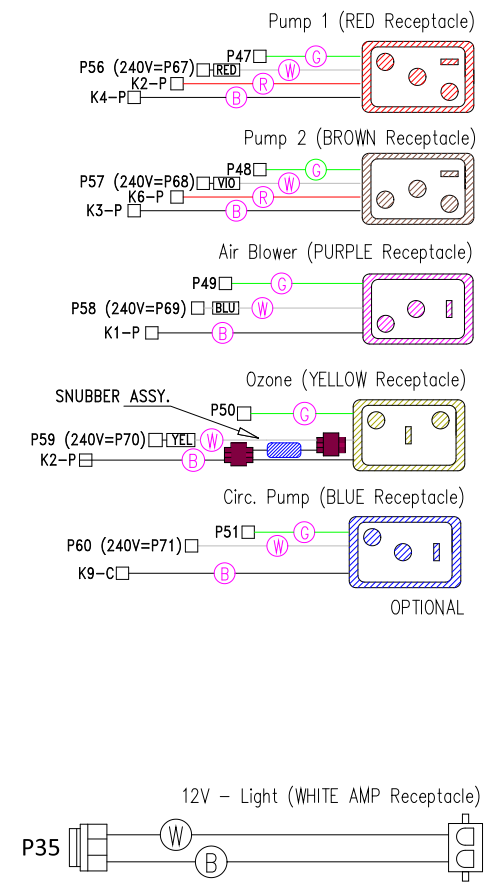 Pump 1 (RED Receptacle)
P47 G
P56 (240V=P67) RED W
K2-P R
K4-P B
Pump 2 (BROWN Receptacle)
P48 G
P57 (240V=P68) VIO W
K6-P R
K3-P B
Air Blower (PURPLE Receptacle)
P49 G
P58 (240V=P69) BLU W
K1-P B
Ozone (YELLOW Receptacle)
SNUBBER ASSY.
P50 G
P59 (240V=P70) YEL W
K2-P B
Circ. Pump (BLUE Receptacle)
P51 G
P60 (240V=P71) W
K9-C B
OPTIONAL
12V - Light (WHITE AMP Receptacle)
P35 W
B